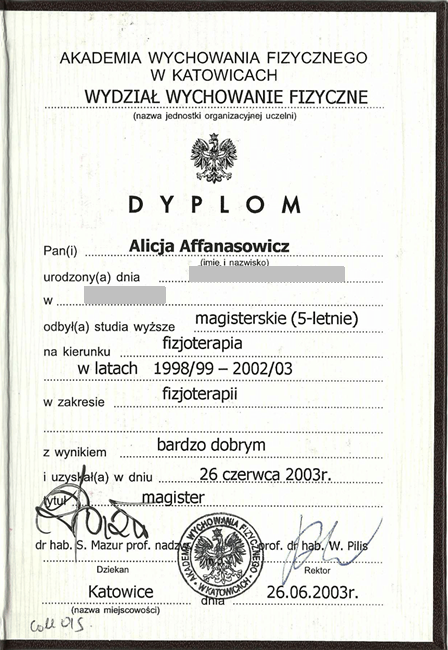 AKADEMIA WYCHOWANIA FIZYCZNEGO
W KATOWICACH
WYDZIAŁ WYCHOWANIE FIZYCZNE
(nazwa jednostki organizacyjnej uczelni)
DYPLOM
Pan(i) Alicja Affanasowicz
(imię i nazwisko)
urodzony(a) dnia
w
odbył(a) studia wyższe magisterskie (5-letnie)
na kierunku fizjoterapia
w latach 1998/99 – 2002/03
w zakresie fizjoterapii
z wynikiem bardzo dobrym
i uzyskał(a) w dniu 26 czerwca 2003r.
tytuł magister
dr hab. S. Mazur prof. nadzw. prof. dr hab. W. Pilis
Dziekan Rektor
AKADEMIA WYCHOWANIA FIZYCZNEGO
W KATOWICACH
Katowice dnia 26.06.2003r.
(nazwa miejscowości)